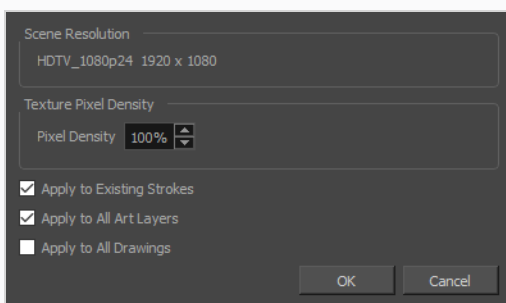 Scene Resolution
HDTV_1080p24 1920 x 1080
Texture Pixel Density
Pixel Density 100%
Apply to Existing Strokes
Apply to All Art Layers
Apply to All Drawings
OK Cancel